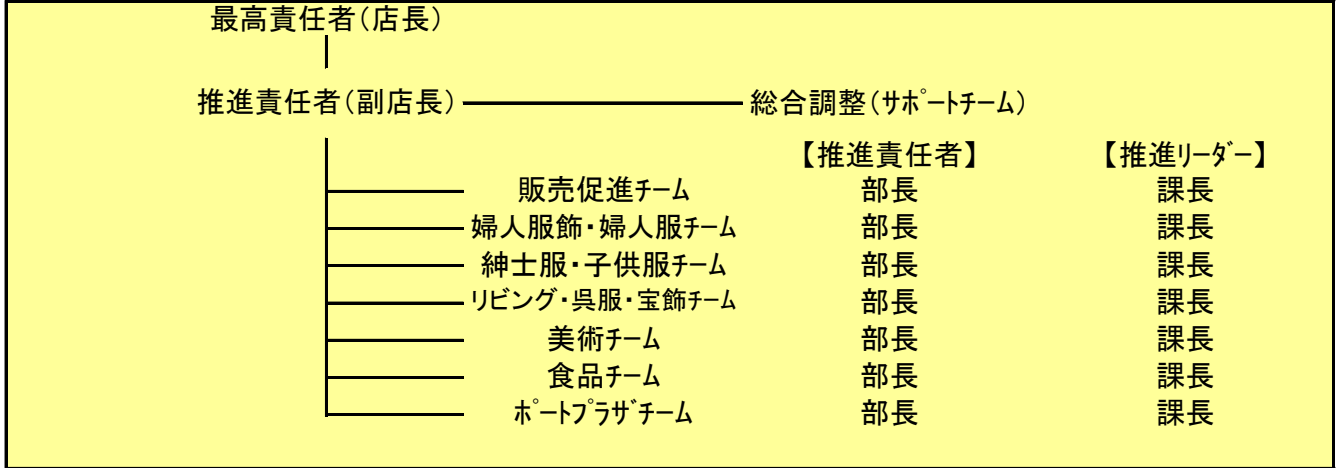 最高責任者(店長)
推進責任者(副店長) 総合調整(ｻﾎﾟｰﾄﾁｰﾑ)
【推進責任者】 【推進ﾘｰﾀﾞｰ】
販売促進ﾁｰﾑ 部長 課長
婦人服飾・婦人服ﾁｰﾑ 部長 課長
紳士服・子供服ﾁｰﾑ 部長 課長
リビング・呉服・宝飾ﾁｰﾑ 部長 課長
美術ﾁｰﾑ 部長 課長
食品ﾁｰﾑ 部長 課長
ﾎﾟｰﾄﾌﾟﾗｻﾞﾁｰﾑ 部長 課長